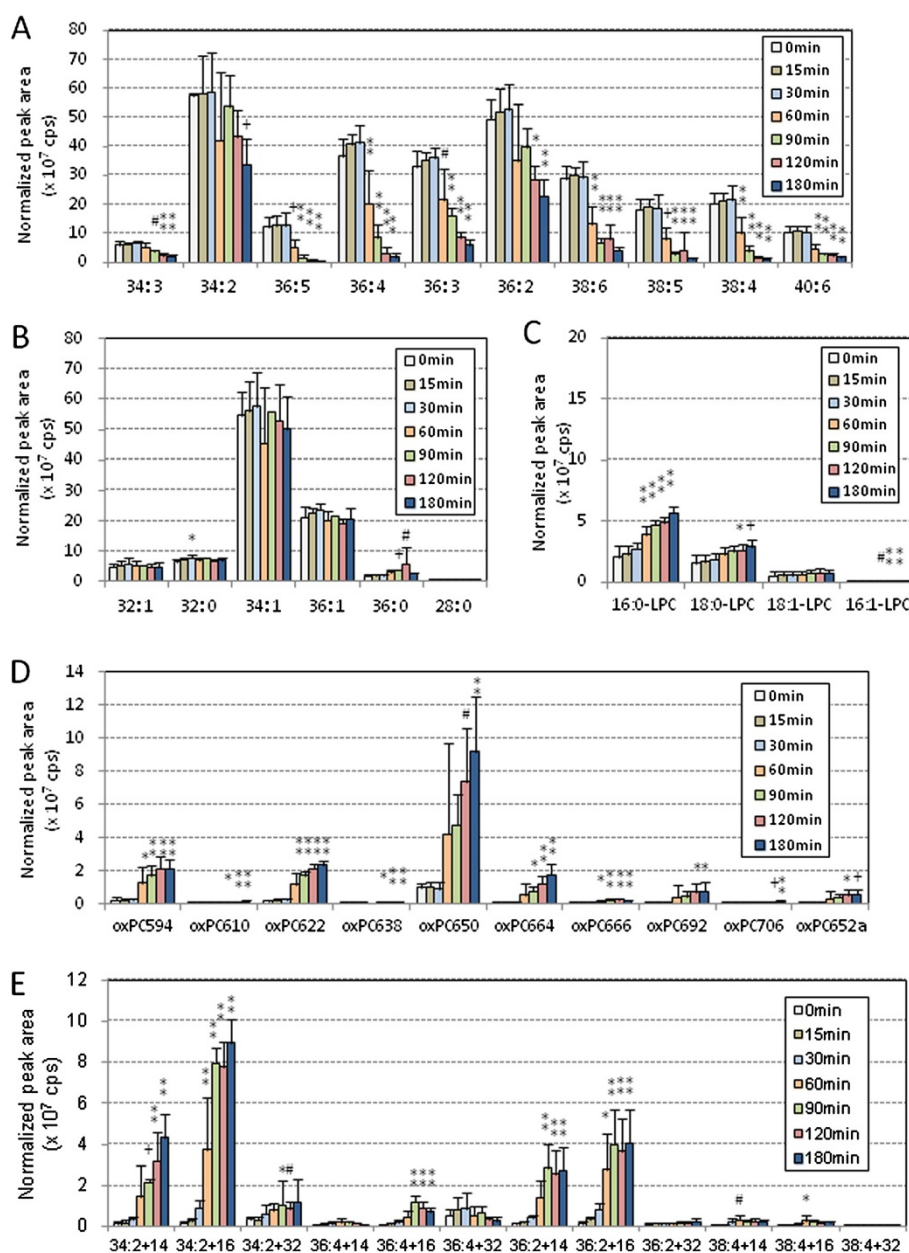 A
Normalized peak area
(x 10⁷ cps)
80
70
60
50
40
30
20
10
0
0min
15min
30min
60min
90min
120min
180min
34:3 34:2 36:5 36:4 36:3 36:2 38:6 38:5 38:4 40:6
B
Normalized peak area
(x 10⁷ cps)
80
70
60
50
40
30
20
10
0
0min
15min
30min
60min
90min
120min
180min
32:1 32:0 34:1 36:1 36:0 28:0
C
Normalized peak area
(x 10⁷ cps)
20
15
10
5
0
0min
15min
30min
60min
90min
120min
180min
16:0-LPC 18:0-LPC 18:1-LPC 16:1-LPC
D
Normalized peak area
(x 10⁷ cps)
14
12
10
8
6
4
2
0
0min
15min
30min
60min
90min
120min
180min
oxPC594 oxPC610 oxPC622 oxPC638 oxPC650 oxPC664 oxPC666 oxPC692 oxPC706 oxPC652a
E
Normalized peak area
(x 10⁷ cps)
12
10
8
6
4
2
0
0min
15min
30min
60min
90min
120min
180min
34:2+14 34:2+16 34:2+32 36:4+14 36:4+16 36:4+32 36:2+14 36:2+16 36:2+32 38:4+14 38:4+16 38:4+32